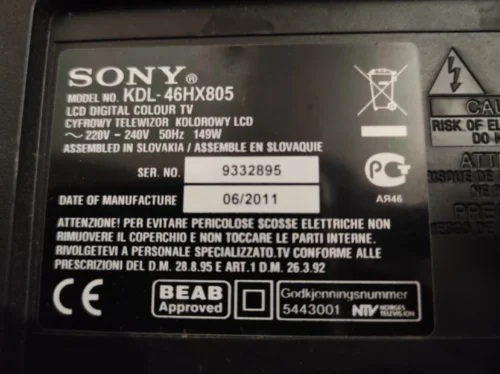 SONY®
MODEL NO. KDL-46HX805
LCD DIGITAL COLOUR TV
CYFROWY TELEWIZOR KOLOROWY LCD
~ 220V - 240V 50Hz 149W
ASSEMBLED IN SLOVAKIA / ASSEMBLE EN SLOVAQUIE
SER. NO. 9332895
DATE OF MANUFACTURE 06/2011
АЯ46
ATTENZIONE! PER EVITARE PERICOLOSE SCOSSE ELETTRICHE NON
RIMUOVERE IL COPERCHIO E NON TOCCARE LE PARTI INTERNE.
RIVOLGETEVI A PERSONALE SPECIALIZZATO.TV CONFORME ALLE
PRESCRIZIONI DEL D.M. 28.8.95 E ART.1 D.M. 26.3.92
CE
BEAB
Approved
Godkjenningsnummer
5443001 NTV NORGES
TELEVISION
RISK OF